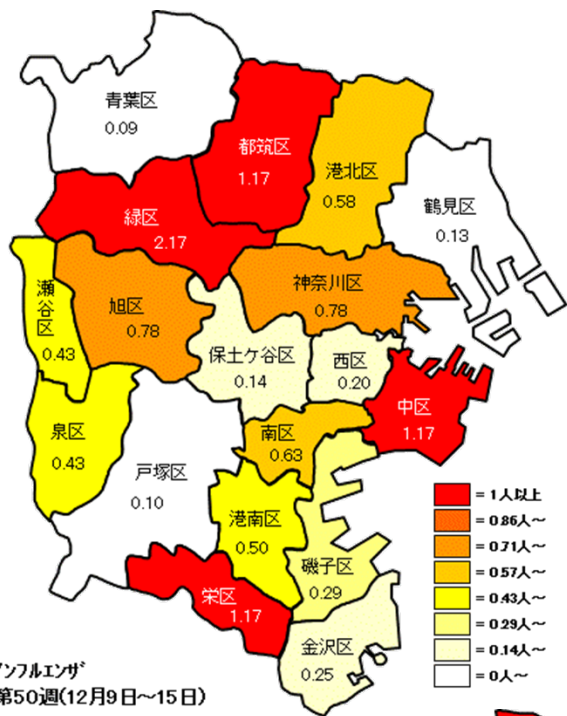 青葉区
0.09
都筑区
1.17
港北区
0.58
鶴見区
0.13
緑区
2.17
瀬谷区
0.43
旭区
0.78
神奈川区
0.78
保土ケ谷区
0.14
西区
0.20
中区
1.17
泉区
0.43
戸塚区
0.10
南区
0.63
港南区
0.50
磯子区
0.29
栄区
1.17
金沢区
0.25
= 1人以上
= 0.86人～
= 0.71人～
= 0.57人～
= 0.43人～
= 0.29人～
= 0.14人～
= 0人～
インフルエンザ
第50週(12月9日～15日)